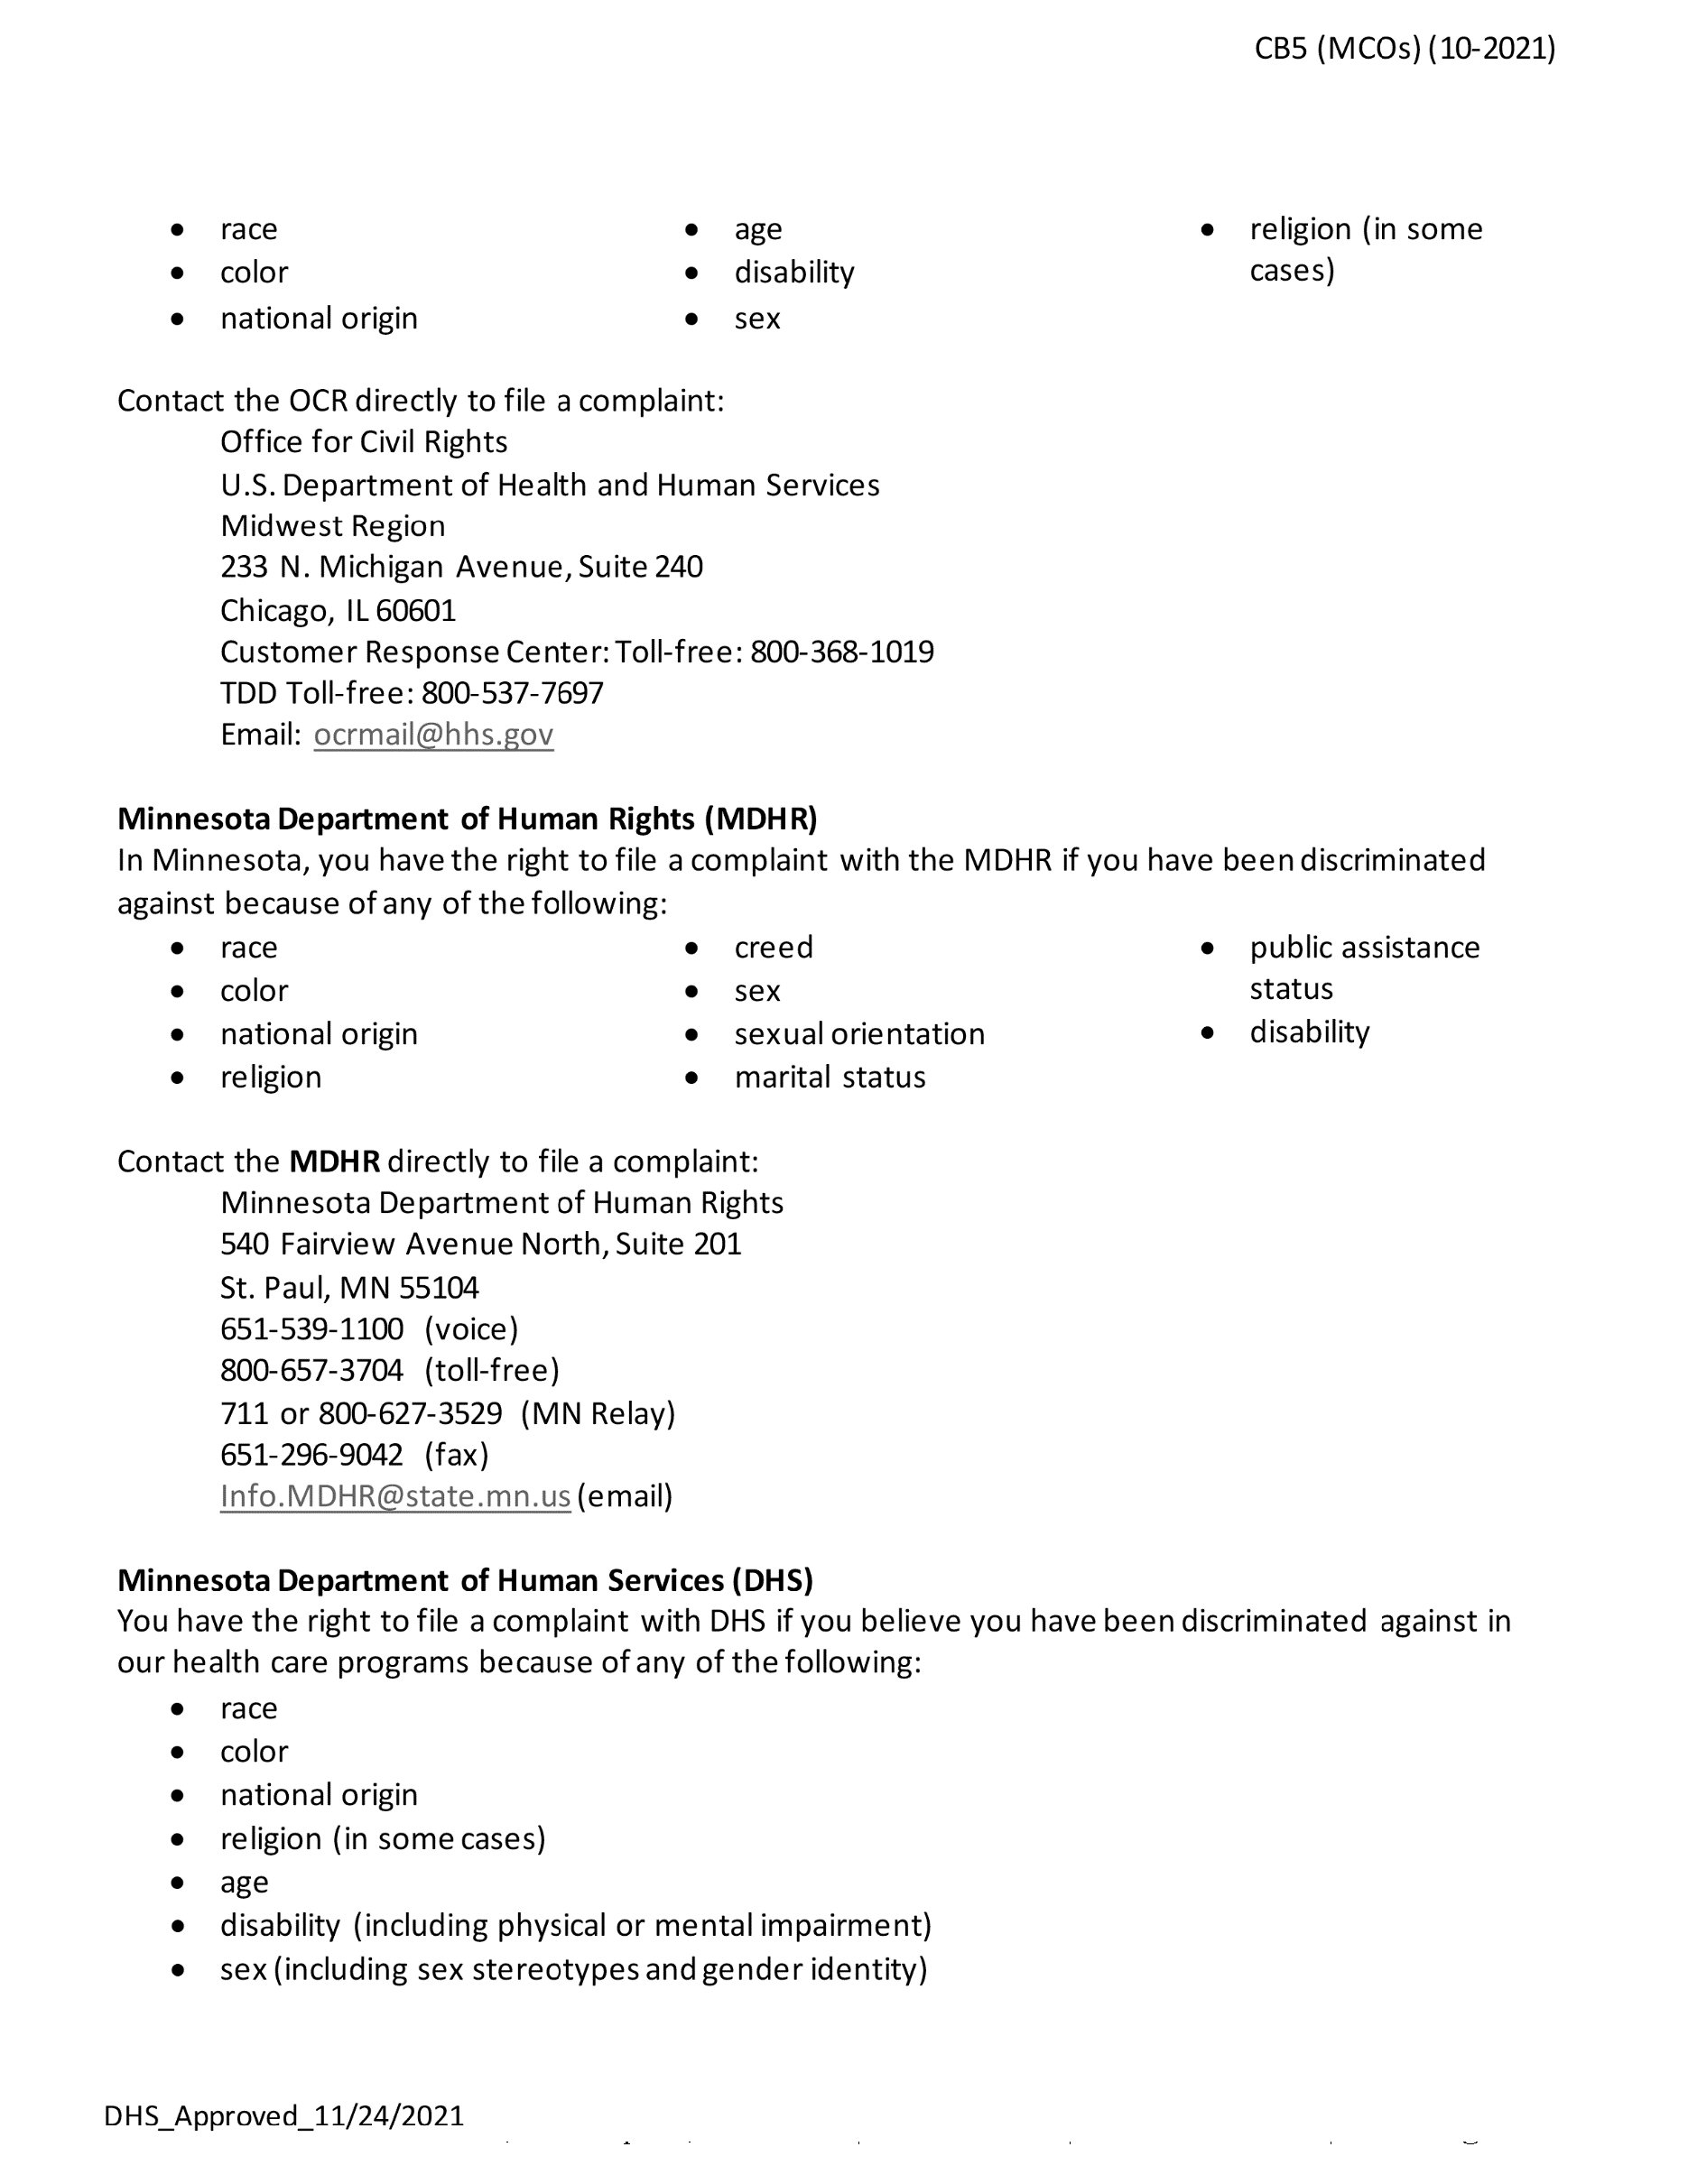 CB5 (MCOs) (10-2021)
• race
• color
• national origin
• age
• disability
• sex
• religion (in some
cases)
Contact the OCR directly to file a complaint:
Office for Civil Rights
U.S. Department of Health and Human Services
Midwest Region
233 N. Michigan Avenue, Suite 240
Chicago, IL 60601
Customer Response Center: Toll-free: 800-368-1019
TDD Toll-free: 800-537-7697
Email: ocrmail@hhs.gov
Minnesota Department of Human Rights (MDHR)
In Minnesota, you have the right to file a complaint with the MDHR if you have been discriminated
against because of any of the following:
• race
• color
• national origin
• religion
• creed
• sex
• sexual orientation
• marital status
• public assistance
status
• disability
Contact the MDHR directly to file a complaint:
Minnesota Department of Human Rights
540 Fairview Avenue North, Suite 201
St. Paul, MN 55104
651-539-1100 (voice)
800-657-3704 (toll-free)
711 or 800-627-3529 (MN Relay)
651-296-9042 (fax)
Info.MDHR@state.mn.us (email)
Minnesota Department of Human Services (DHS)
You have the right to file a complaint with DHS if you believe you have been discriminated against in
our health care programs because of any of the following:
• race
• color
• national origin
• religion (in some cases)
• age
• disability (including physical or mental impairment)
• sex (including sex stereotypes and gender identity)
DHS_Approved_11/24/2021